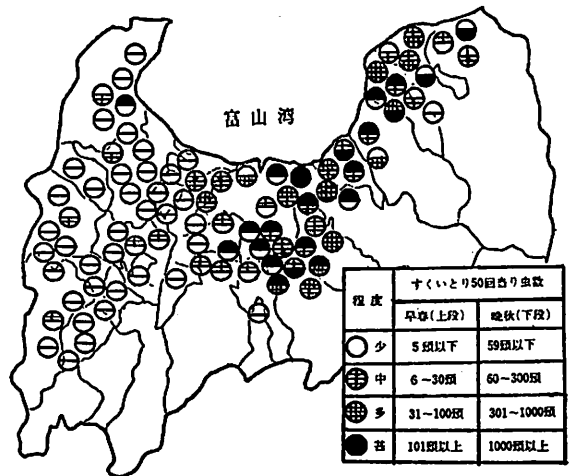 富山湾
程度 すくいとり50回当り虫数
早春(上段) 晩秋(下段)
少 5頭以下 59頭以下
中 6~30頭 60~300頭
多 31~100頭 301~1000頭
甚 101頭以上 1000頭以上